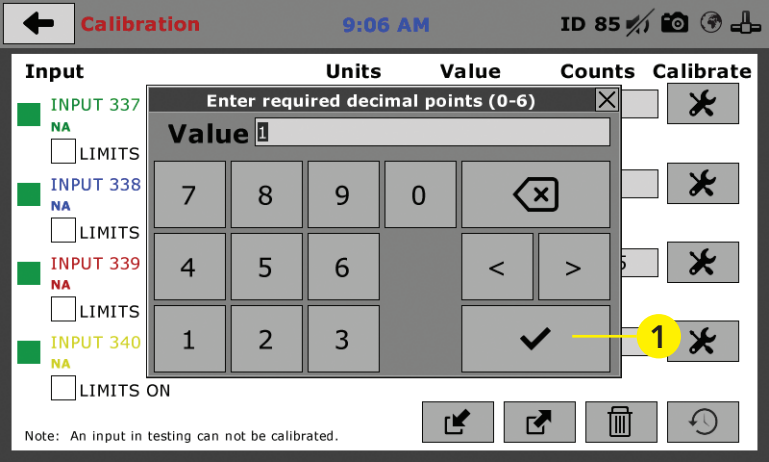 Calibration 9:06 AM ID 85
Input Units Value Counts Calibrate
Enter required decimal points (0-6)
Value 1
INPUT 337
NA
LIMITS
7 8 9 0
INPUT 338
NA
LIMITS
4 5 6 < >
INPUT 339
NA
LIMITS
1 2 3
1
INPUT 340
NA
LIMITS ON
Note: An input in testing can not be calibrated.